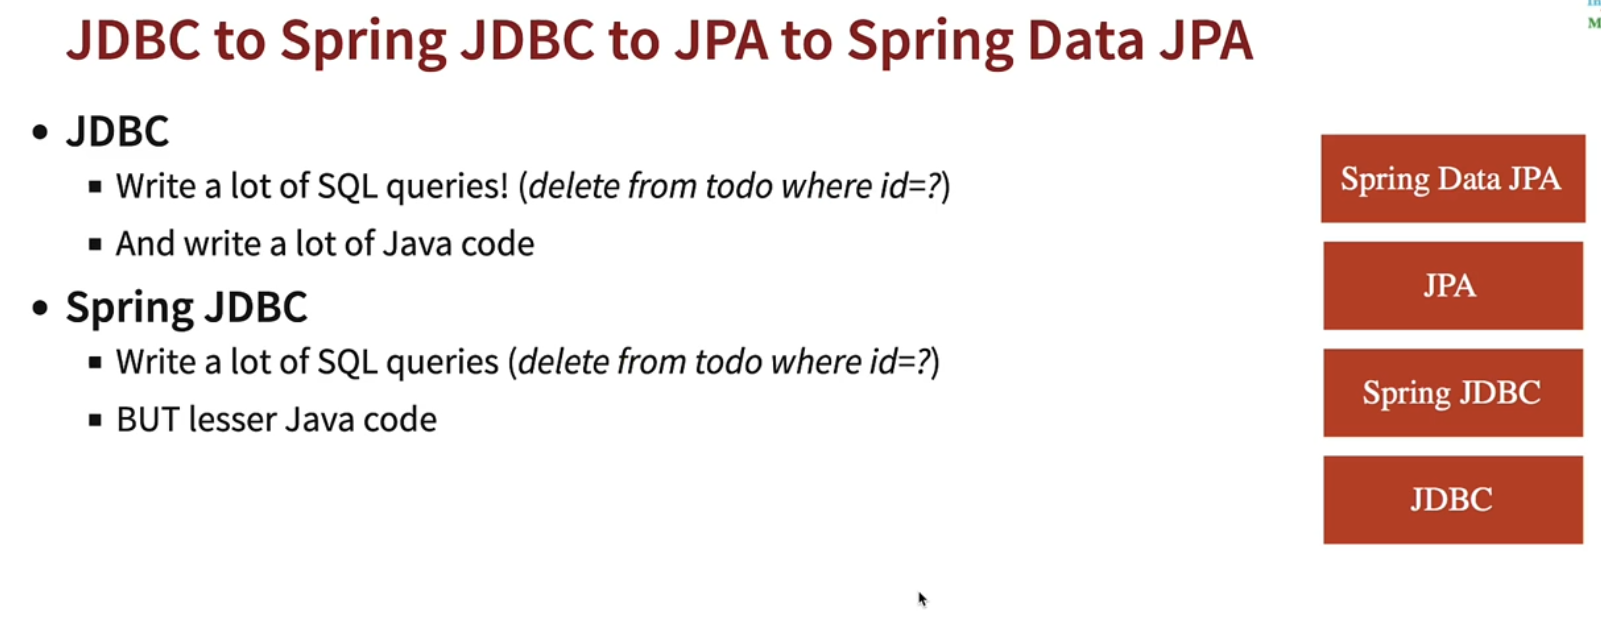 JDBC to Spring JDBC to JPA to Spring Data JPA
• JDBC
▪ Write a lot of SQL queries! (delete from todo where id=?)
▪ And write a lot of Java code
• Spring JDBC
▪ Write a lot of SQL queries (delete from todo where id=?)
▪ BUT lesser Java code
Spring Data JPA
JPA
Spring JDBC
JDBC